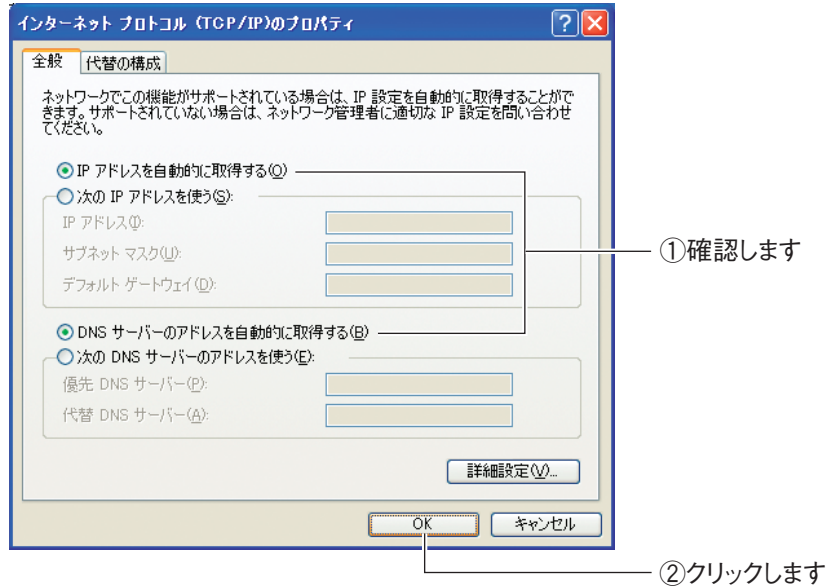 インターネット プロトコル (TCP/IP)のプロパティ
全般
代替の構成
ネットワークでこの機能がサポートされている場合は、IP 設定を自動的に取得することがで
きます。サポートされていない場合は、ネットワーク管理者に適切な IP 設定を問い合わせ
てください。
IP アドレスを自動的に取得する(O)
次の IP アドレスを使う(S):
IP アドレス(I):
サブネット マスク(U):
デフォルト ゲートウェイ(D):
①確認します
DNS サーバーのアドレスを自動的に取得する(B)
次の DNS サーバーのアドレスを使う(E):
優先 DNS サーバー(P):
代替 DNS サーバー(A):
詳細設定(V)...
OK
キャンセル
②クリックします